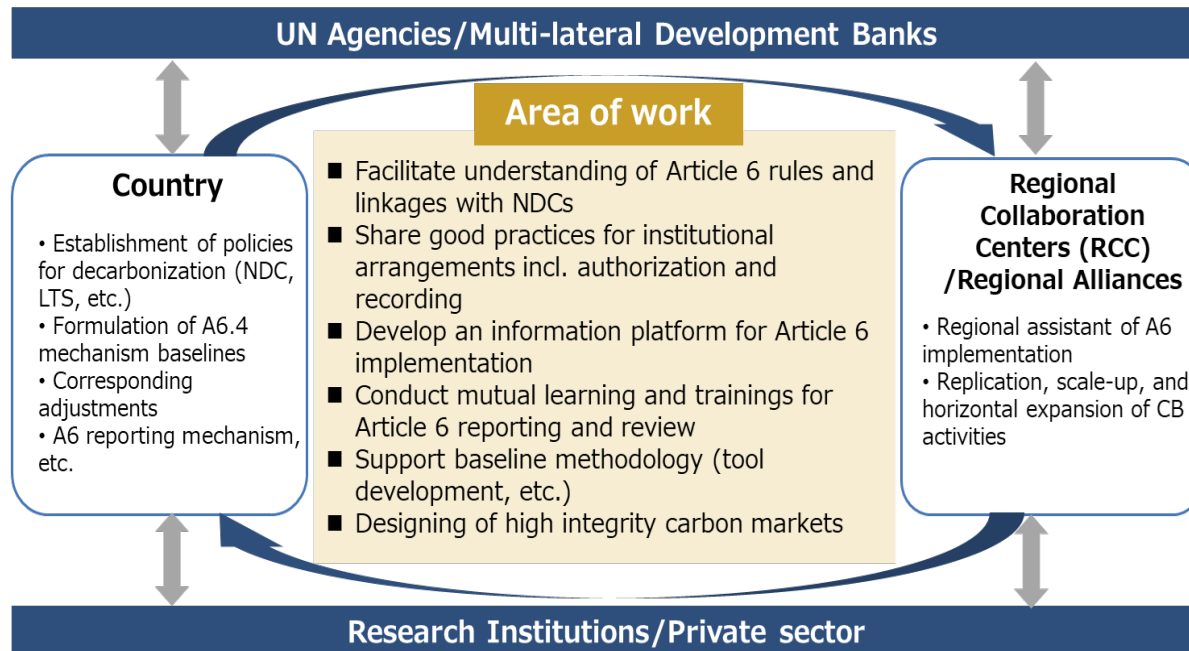 UN Agencies/Multi-lateral Development Banks
Area of work
Country
• Establishment of policies
for decarbonization (NDC,
LTS, etc.)
• Formulation of A6.4
mechanism baselines
• Corresponding
adjustments
• A6 reporting mechanism,
etc.
■ Facilitate understanding of Article 6 rules and
linkages with NDCs
■ Share good practices for institutional
arrangements incl. authorization and
recording
■ Develop an information platform for Article 6
implementation
■ Conduct mutual learning and trainings for
Article 6 reporting and review
■ Support baseline methodology (tool
development, etc.)
■ Designing of high integrity carbon markets
Regional
Collaboration
Centers (RCC)
/Regional Alliances
• Regional assistant of A6
implementation
• Replication, scale-up, and
horizontal expansion of CB
activities
Research Institutions/Private sector